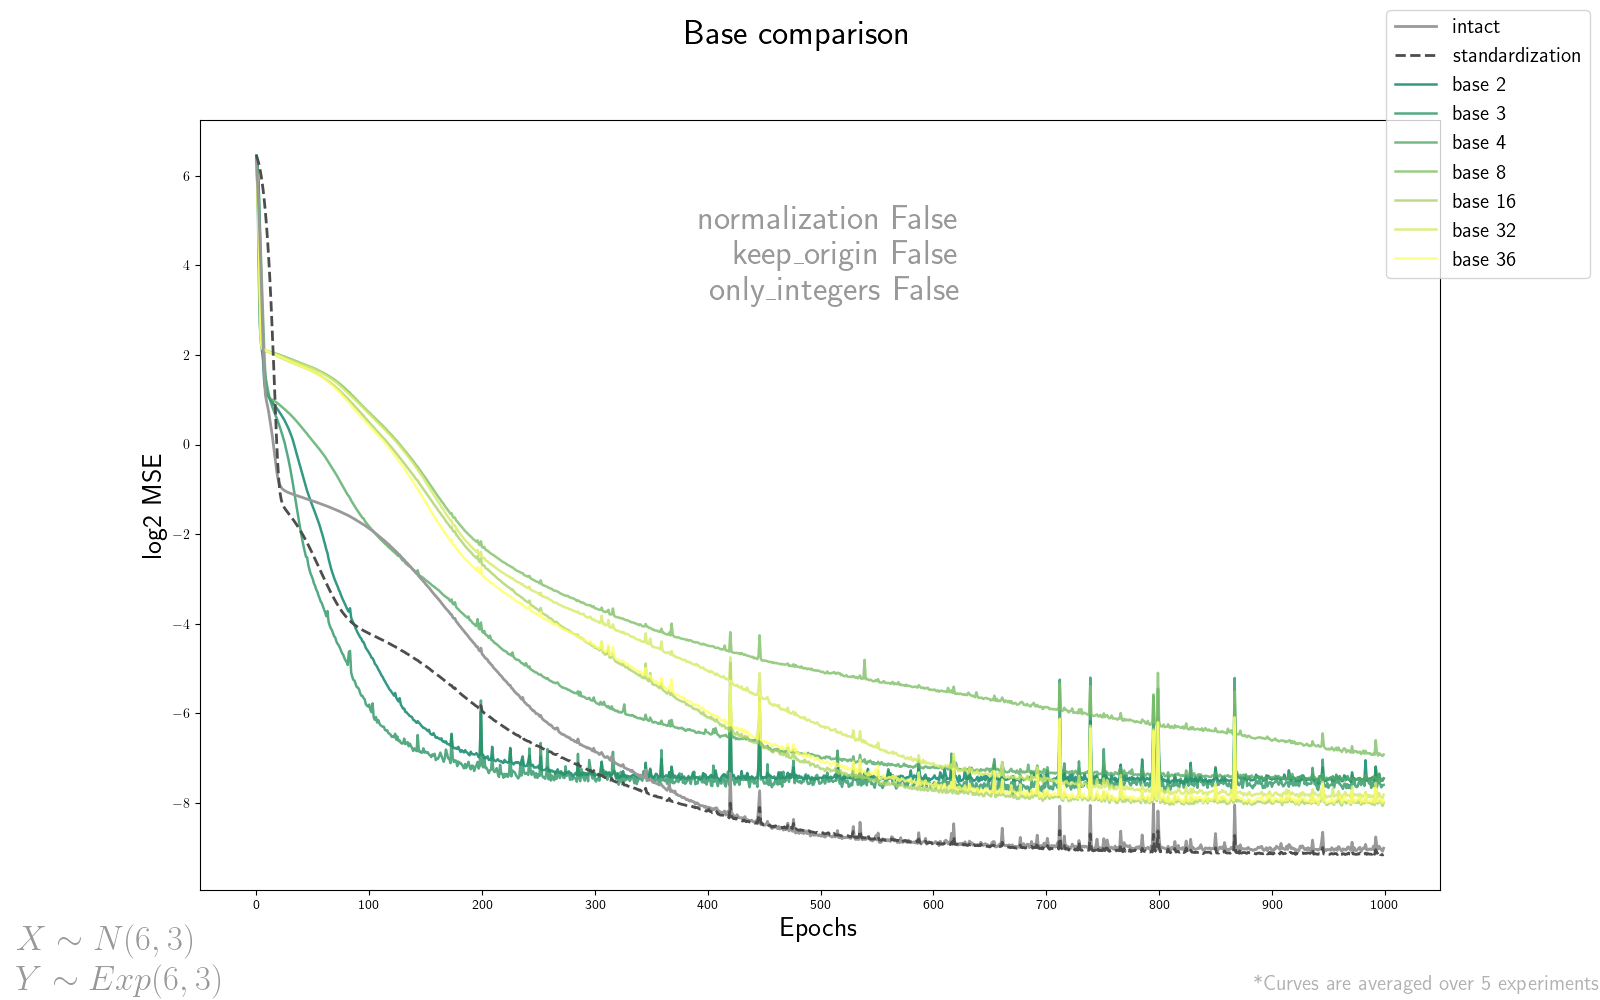 Base comparison
intact
standardization
base 2
base 3
base 4
base 8
base 16
base 32
base 36
normalization False
keep_origin False
only_integers False
log2 MSE
6
4
2
0
−2
−4
−6
−8
0 100 200 300 400 500 600 700 800 900 1000
Epochs
X ∼ N(6, 3)
Y ∼ Exp(6, 3)
*Curves are averaged over 5 experiments